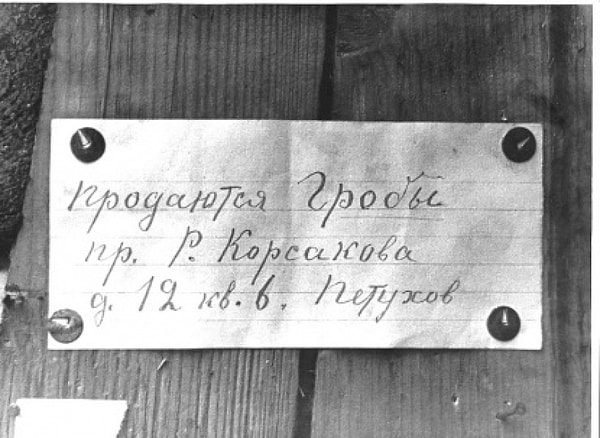 продаются Гробы
пр. Р. Корсакова
д. 12 кв. 6. Петухов